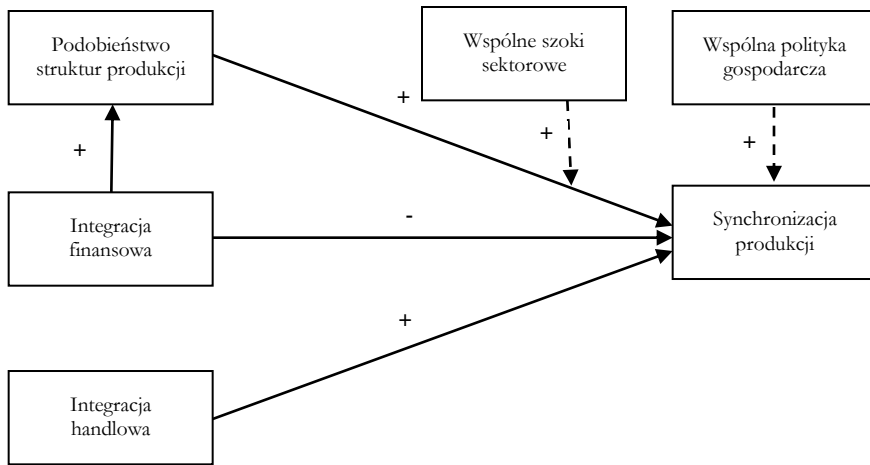 Podobieństwo
struktur produkcji
Wspólne szoki
sektorowe
Wspólna polityka
gospodarcza
+
+
+
+
Integracja
finansowa
-
Synchronizacja
produkcji
+
Integracja
handlowa